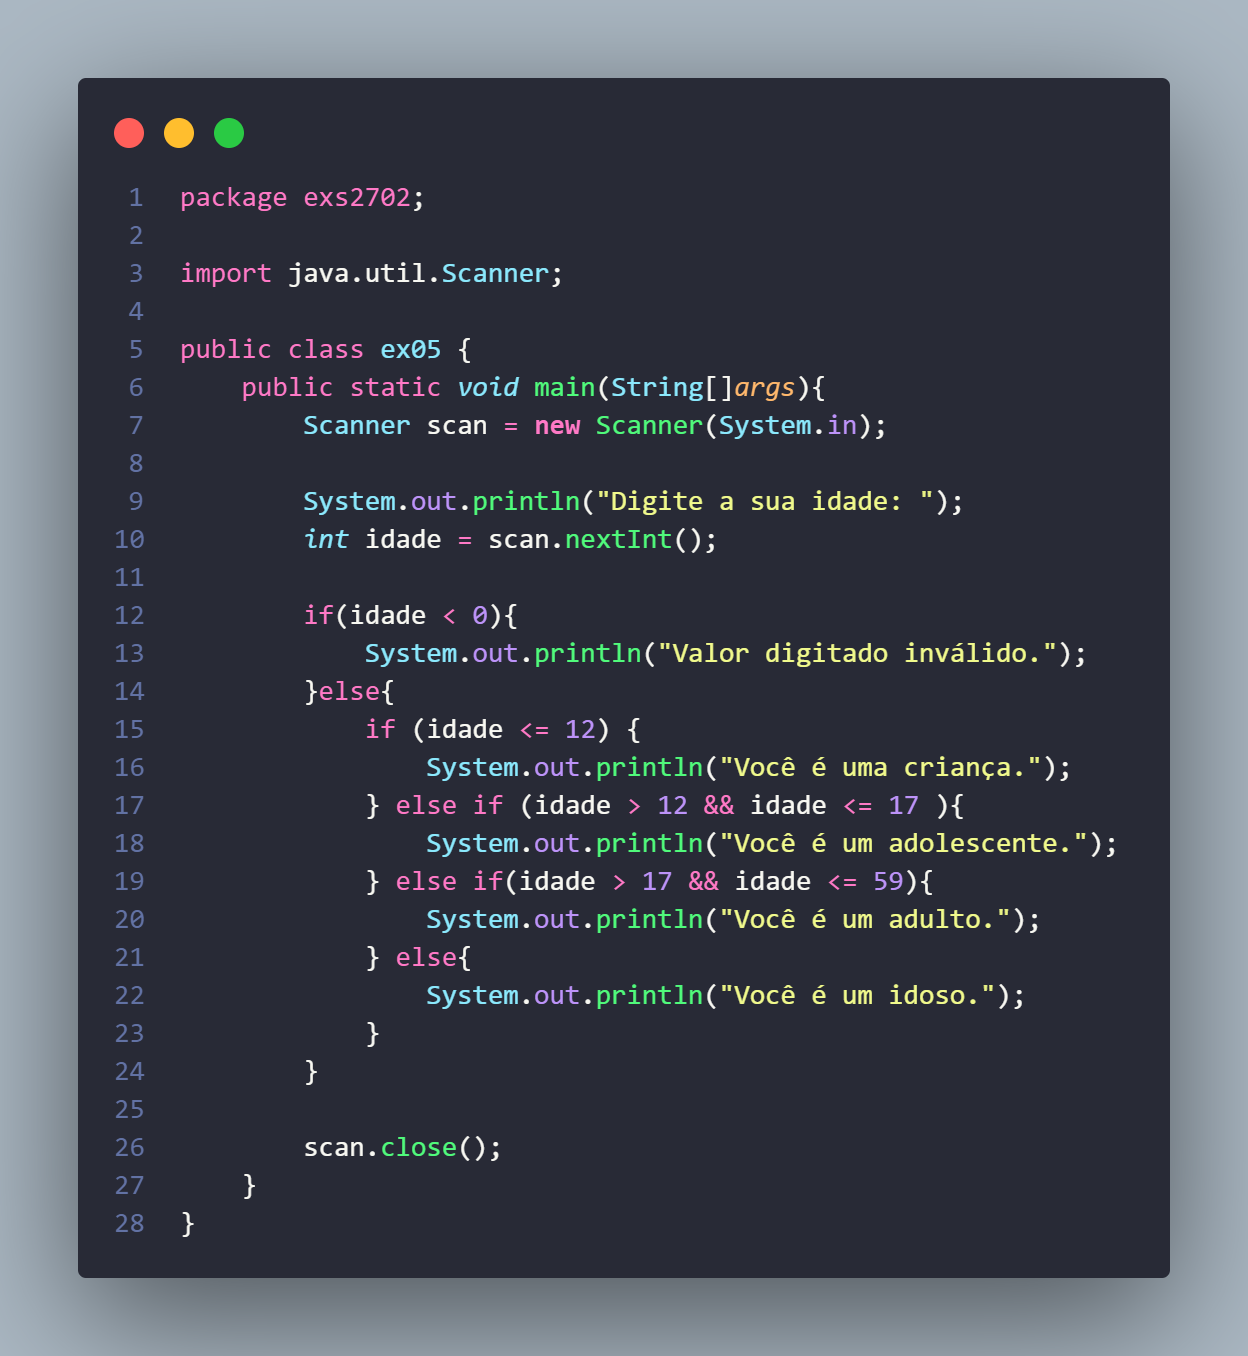 1 package exs2702;
2
3 import java.util.Scanner;
4
5 public class ex05 {
6     public static void main(String[]args){
7         Scanner scan = new Scanner(System.in);
8
9         System.out.println("Digite a sua idade: ");
10         int idade = scan.nextInt();
11
12         if(idade < 0){
13             System.out.println("Valor digitado inválido.");
14         }else{
15             if (idade <= 12) {
16                 System.out.println("Você é uma criança.");
17             } else if (idade > 12 && idade <= 17 ){
18                 System.out.println("Você é um adolescente.");
19             } else if(idade > 17 && idade <= 59){
20                 System.out.println("Você é um adulto.");
21             } else{
22                 System.out.println("Você é um idoso.");
23             }
24         }
25
26         scan.close();
27     }
28 }